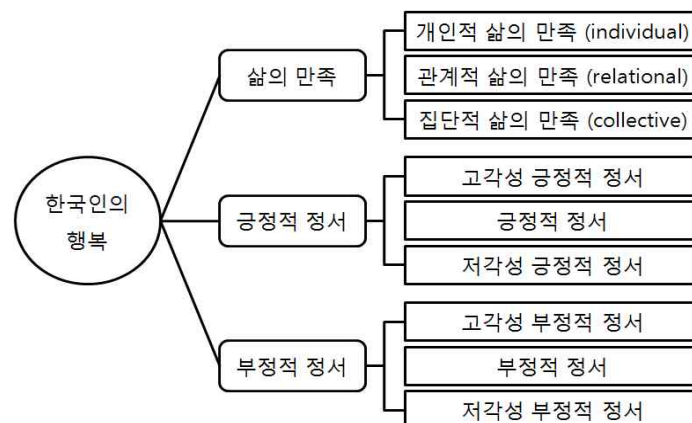 한국인의
행복
삶의 만족
개인적 삶의 만족 (individual)
관계적 삶의 만족 (relational)
집단적 삶의 만족 (collective)
긍정적 정서
고각성 긍정적 정서
긍정적 정서
저각성 긍정적 정서
부정적 정서
고각성 부정적 정서
부정적 정서
저각성 부정적 정서